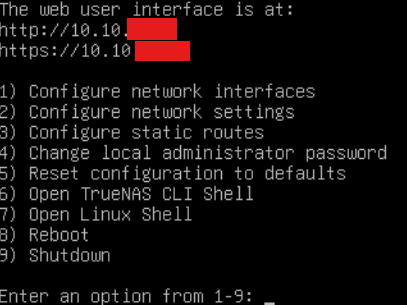 The web user interface is at:
http://10.10.
https://10.10
1) Configure network interfaces
2) Configure network settings
3) Configure static routes
4) Change local administrator password
5) Reset configuration to defaults
6) Open TrueNAS CLI Shell
7) Open Linux Shell
8) Reboot
9) Shutdown
Enter an option from 1-9: _